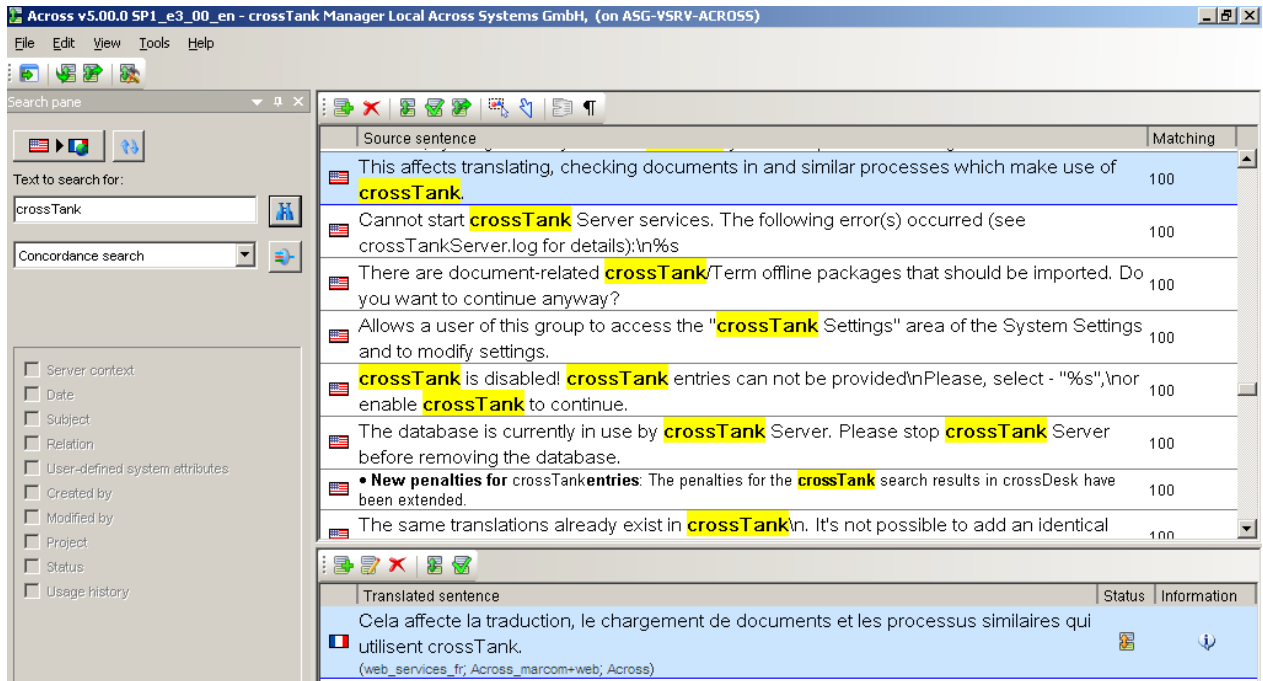 Across v5.00.0 SP1_e3_00_en - crossTank Manager Local Across Systems GmbH, (on ASG-VSRV-ACROSS)
File Edit View Tools Help
Search pane
Text to search for:
crossTank
Concordance search
Server context
Date
Subject
Relation
User-defined system attributes
Created by
Modified by
Project
Status
Usage history
Source sentence Matching
This affects translating, checking documents in and similar processes which make use of
crossTank. 100
Cannot start crossTank Server services. The following error(s) occurred (see
crossTankServer.log for details):\n%s 100
There are document-related crossTank/Term offline packages that should be imported. Do
you want to continue anyway? 100
Allows a user of this group to access the "crossTank Settings" area of the System Settings
and to modify settings. 100
crossTank is disabled! crossTank entries can not be provided\nPlease, select - "%s",\nor
enable crossTank to continue. 100
The database is currently in use by crossTank Server. Please stop crossTank Server
before removing the database. 100
• New penalties for crossTankentries: The penalties for the crossTank search results in crossDesk have
been extended. 100
The same translations already exist in crossTank\n. It's not possible to add an identical
100
Translated sentence Status Information
Cela affecte la traduction, le chargement de documents et les processus similaires qui
utilisent crossTank.
(web_services_fr; Across_marcom+web; Across)